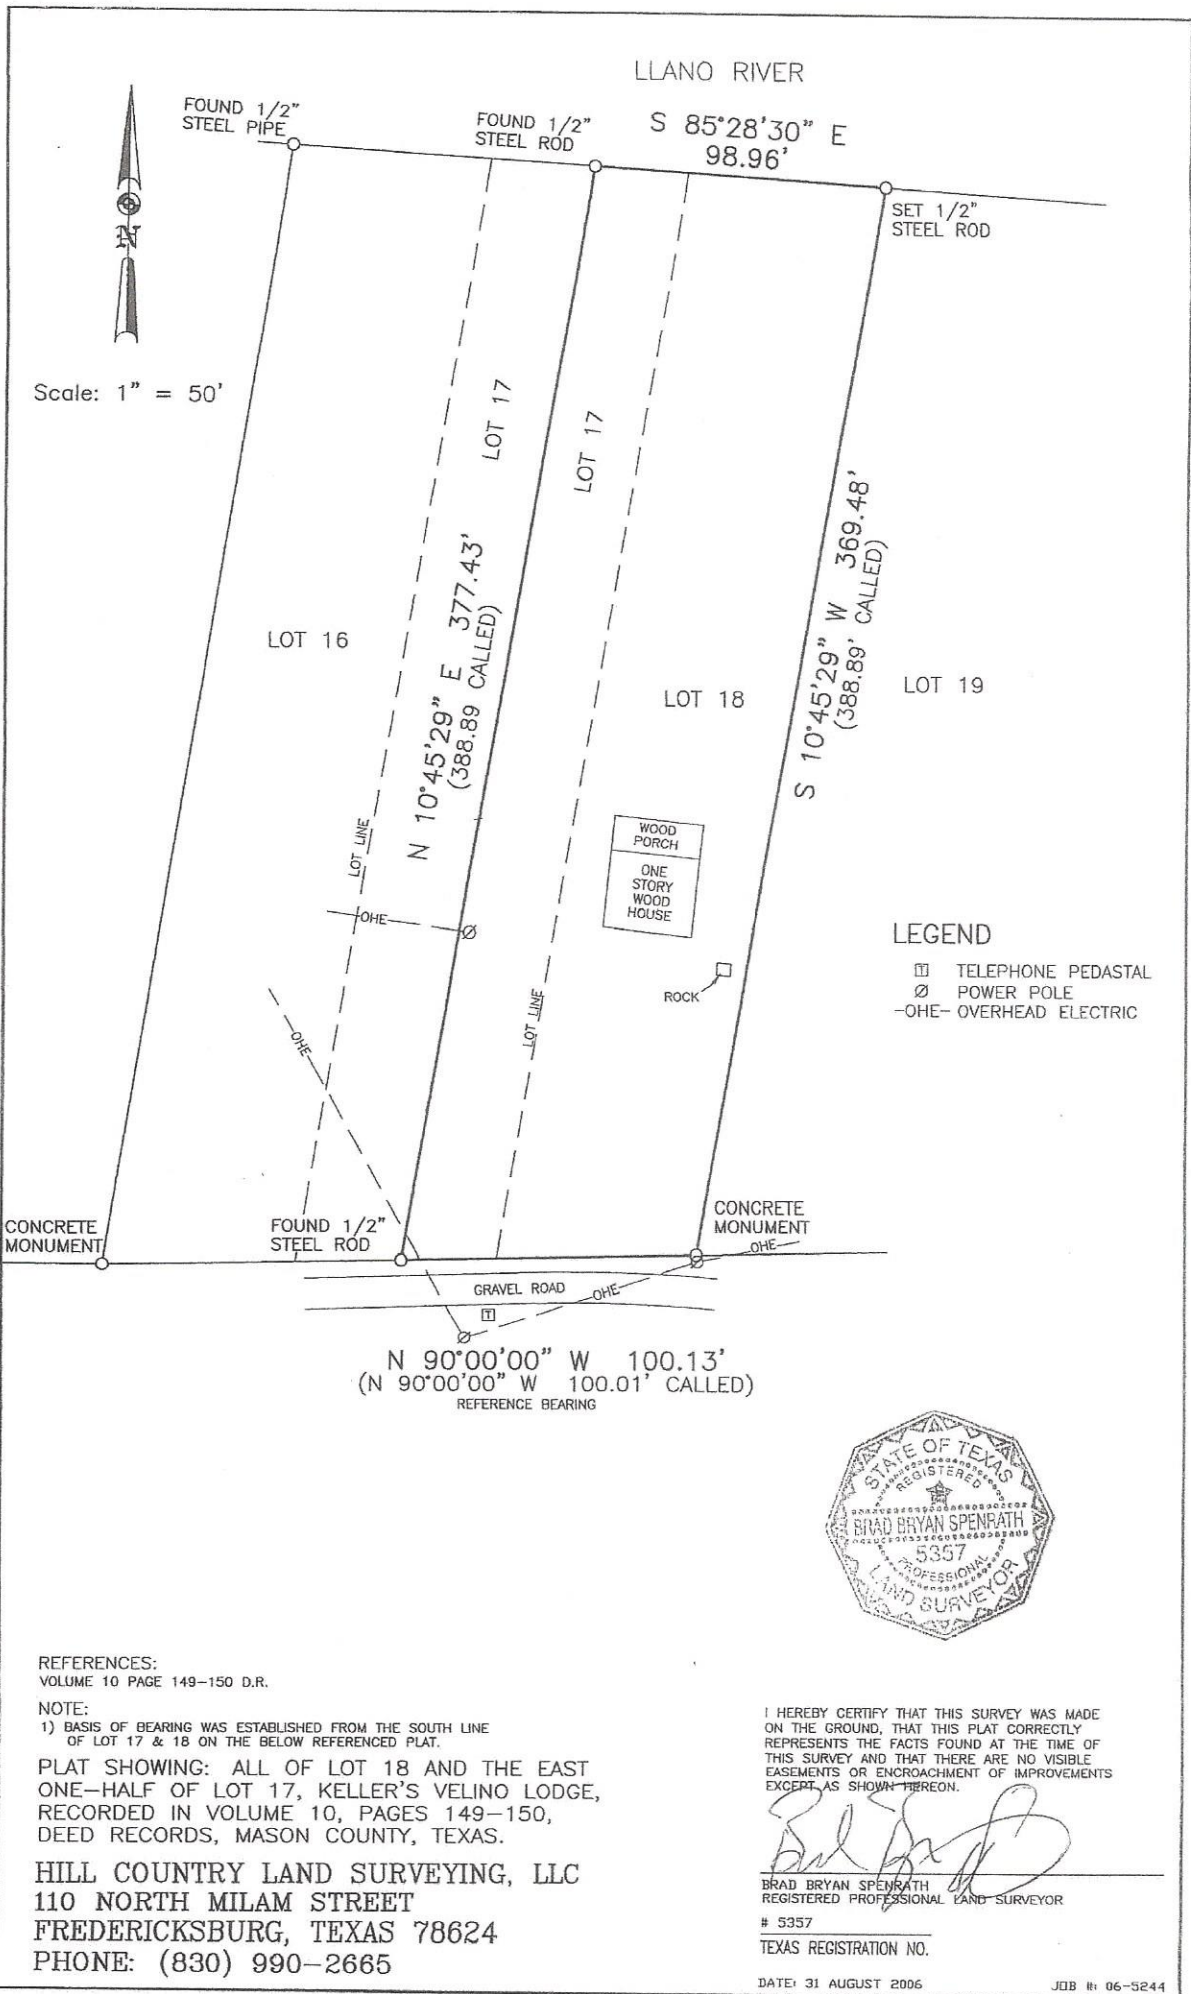 LLANO RIVER
FOUND 1/2"
STEEL PIPE
FOUND 1/2"
STEEL ROD
S 85°28'30" E
98.96'
SET 1/2"
STEEL ROD
N
Scale: 1" = 50'
LOT 17
LOT 17
N 10°45'29" E 377.43'
(388.89 CALLED)
S 10°45'29" W 369.48'
(388.89' CALLED)
LOT 16
LOT 18
LOT 19
LOT LINE
WOOD
PORCH
ONE
STORY
WOOD
HOUSE
OHE
LEGEND
T TELEPHONE PEDASTAL
POWER POLE
-OHE- OVERHEAD ELECTRIC
ROCK
LOT LINE
OHE
CONCRETE
MONUMENT
FOUND 1/2"
STEEL ROD
CONCRETE
MONUMENT
OHE
GRAVEL ROAD
OHE
T
N 90°00'00" W 100.13'
(N 90°00'00" W 100.01' CALLED)
REFERENCE BEARING
STATE OF TEXAS
REGISTERED
BRAD BRYAN SPENRATH
5357
PROFESSIONAL
LAND SURVEYOR
REFERENCES:
VOLUME 10 PAGE 149-150 D.R.
NOTE:
1) BASIS OF BEARING WAS ESTABLISHED FROM THE SOUTH LINE
OF LOT 17 & 18 ON THE BELOW REFERENCED PLAT.
PLAT SHOWING: ALL OF LOT 18 AND THE EAST
ONE-HALF OF LOT 17, KELLER'S VELINO LODGE,
RECORDED IN VOLUME 10, PAGES 149-150,
DEED RECORDS, MASON COUNTY, TEXAS.
HILL COUNTRY LAND SURVEYING, LLC
110 NORTH MILAM STREET
FREDERICKSBURG, TEXAS 78624
PHONE: (830) 990-2665
I HEREBY CERTIFY THAT THIS SURVEY WAS MADE
ON THE GROUND, THAT THIS PLAT CORRECTLY
REPRESENTS THE FACTS FOUND AT THE TIME OF
THIS SURVEY AND THAT THERE ARE NO VISIBLE
EASEMENTS OR ENCROACHMENT OF IMPROVEMENTS
EXCEPT AS SHOWN HEREON.
BRAD BRYAN SPENRATH
REGISTERED PROFESSIONAL LAND SURVEYOR
# 5357
TEXAS REGISTRATION NO.
DATE: 31 AUGUST 2006
JOB #: 06-5244